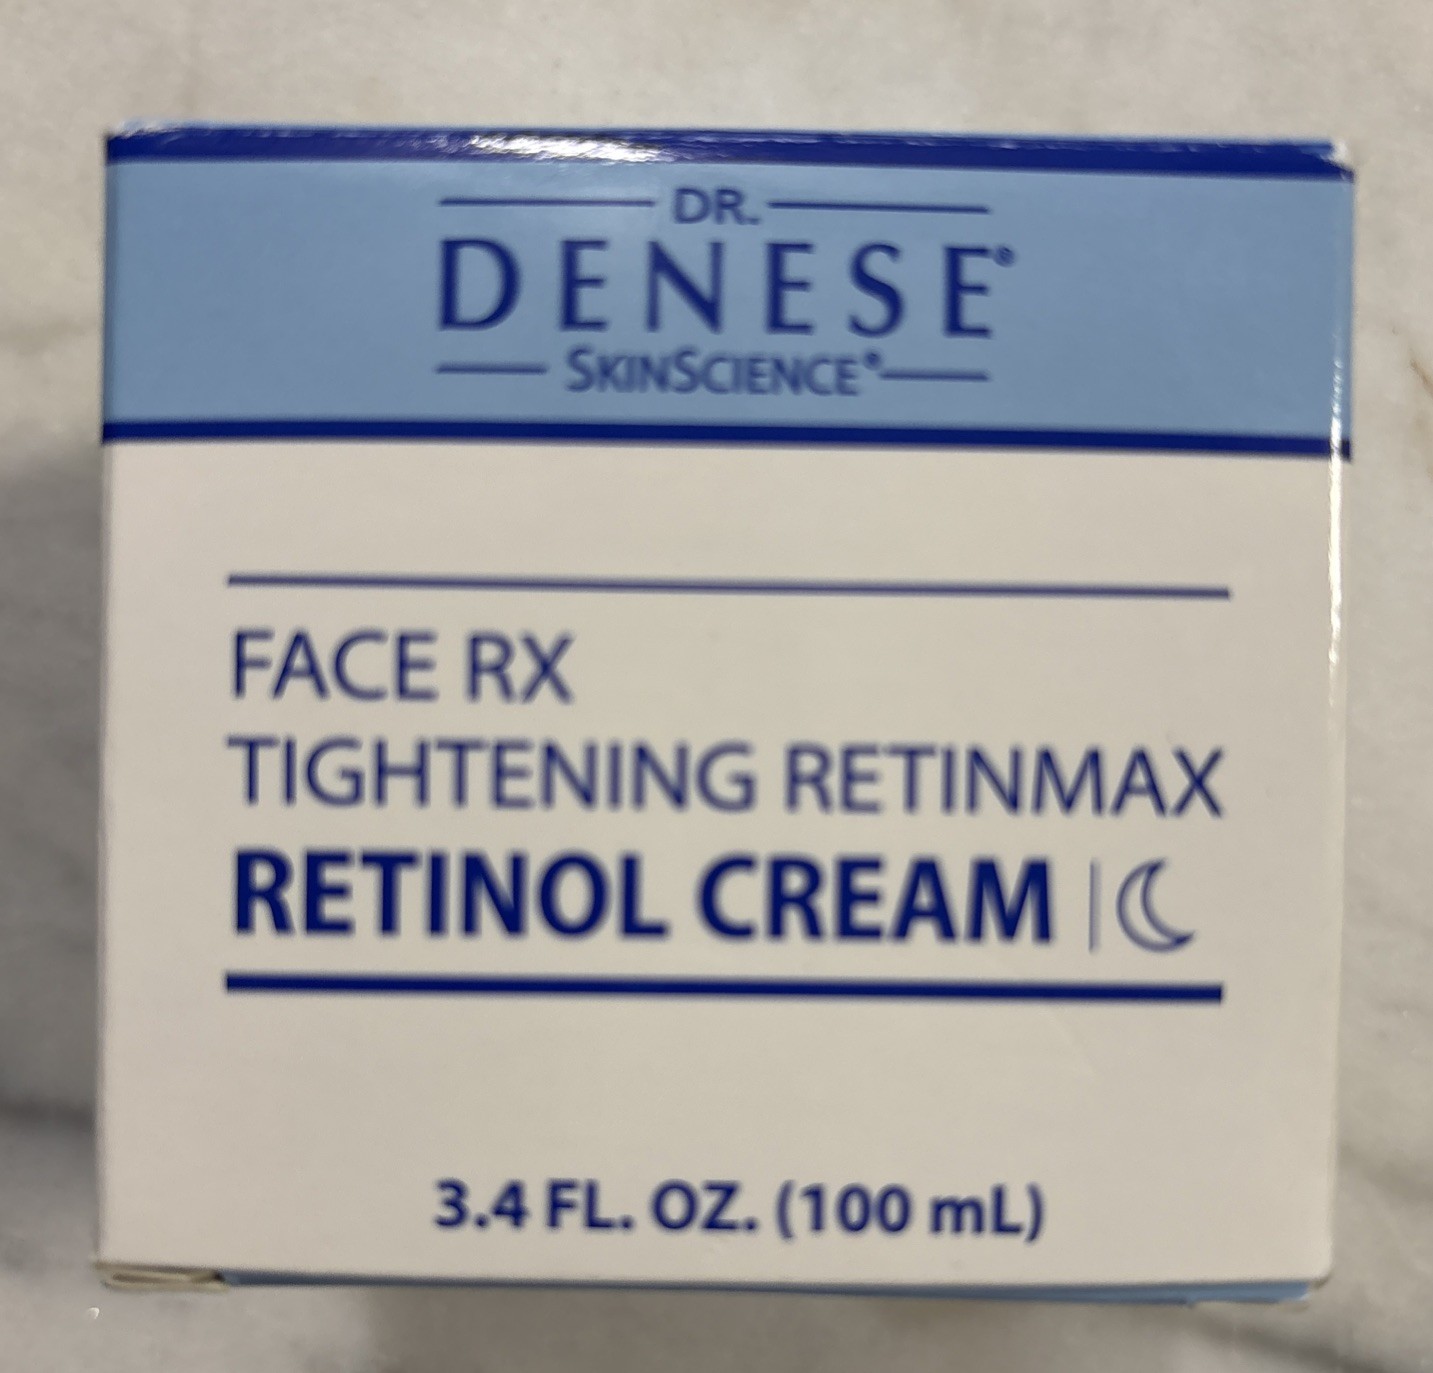 DR.
DENESE®
SKINSCIENCE®
FACE RX
TIGHTENING RETINMAX
RETINOL CREAM |
3.4 FL. OZ. (100 mL)